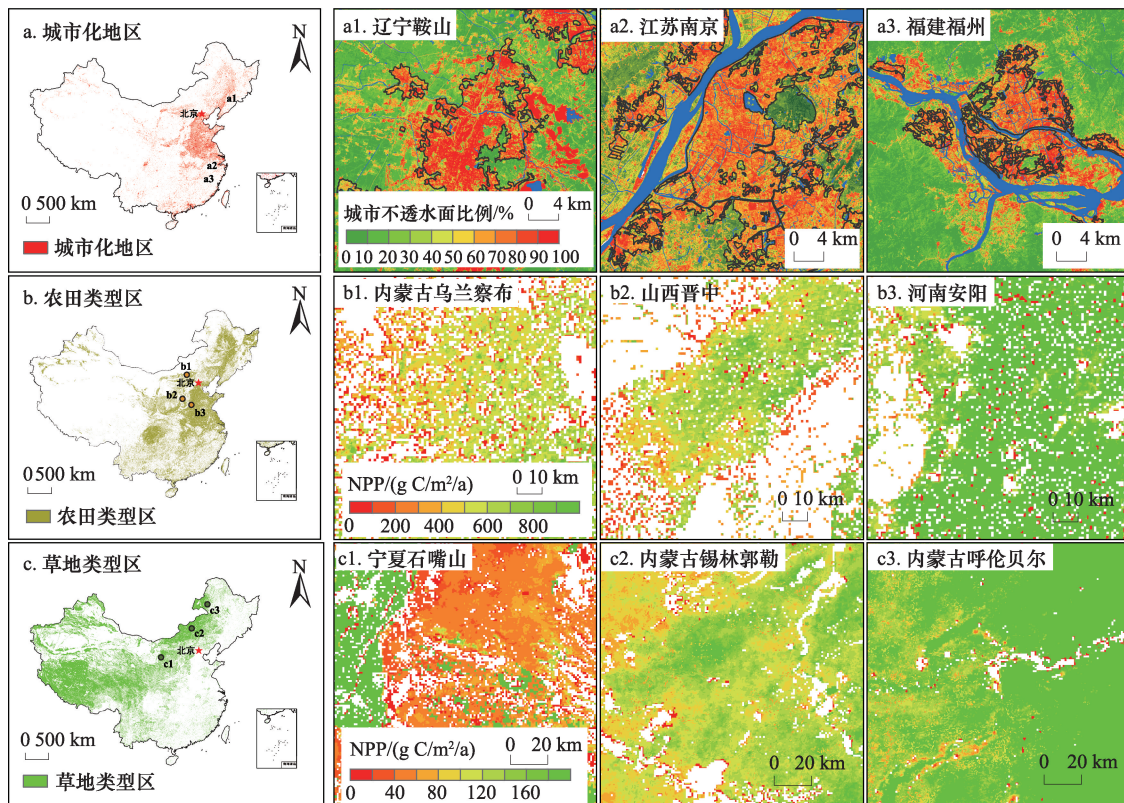 a. 城市化地区
N
a1
北京
a2
a3
0 500 km
城市化地区
a1. 辽宁鞍山
城市不透水面比例/%
0 4 km
0 10 20 30 40 50 60 70 80 90 100
a2. 江苏南京
0 4 km
a3. 福建福州
0 4 km
b. 农田类型区
N
b1
北京
b2
b3
0 500 km
农田类型区
b1. 内蒙古乌兰察布
0 10 km
NPP/(g C/m²/a)
0 200 400 600 800
b2. 山西晋中
0 10 km
b3. 河南安阳
0 10 km
c. 草地类型区
N
c3
c2
北京
c1
0 500 km
草地类型区
c1. 宁夏石嘴山
NPP/(g C/m²/a)
0 20 km
0 40 80 120 160
c2. 内蒙古锡林郭勒
0 20 km
c3. 内蒙古呼伦贝尔
0 20 km